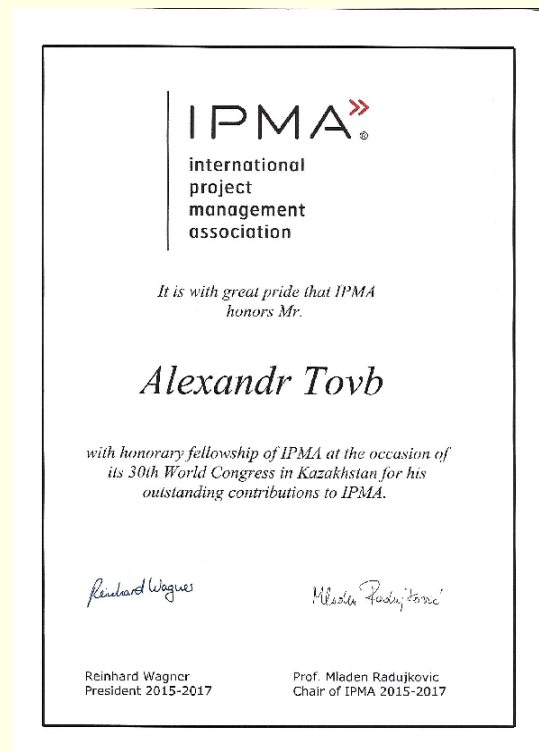 IPMA»®
international
project
management
association
It is with great pride that IPMA
honors Mr.
Alexandr Tovb
with honorary fellowship of IPMA at the occasion of
its 30th World Congress in Kazakhstan for his
outstanding contributions to IPMA.
Reinhard Wagner
Mladen Radujković
Reinhard Wagner
President 2015-2017
Prof. Mladen Radujkovic
Chair of IPMA 2015-2017